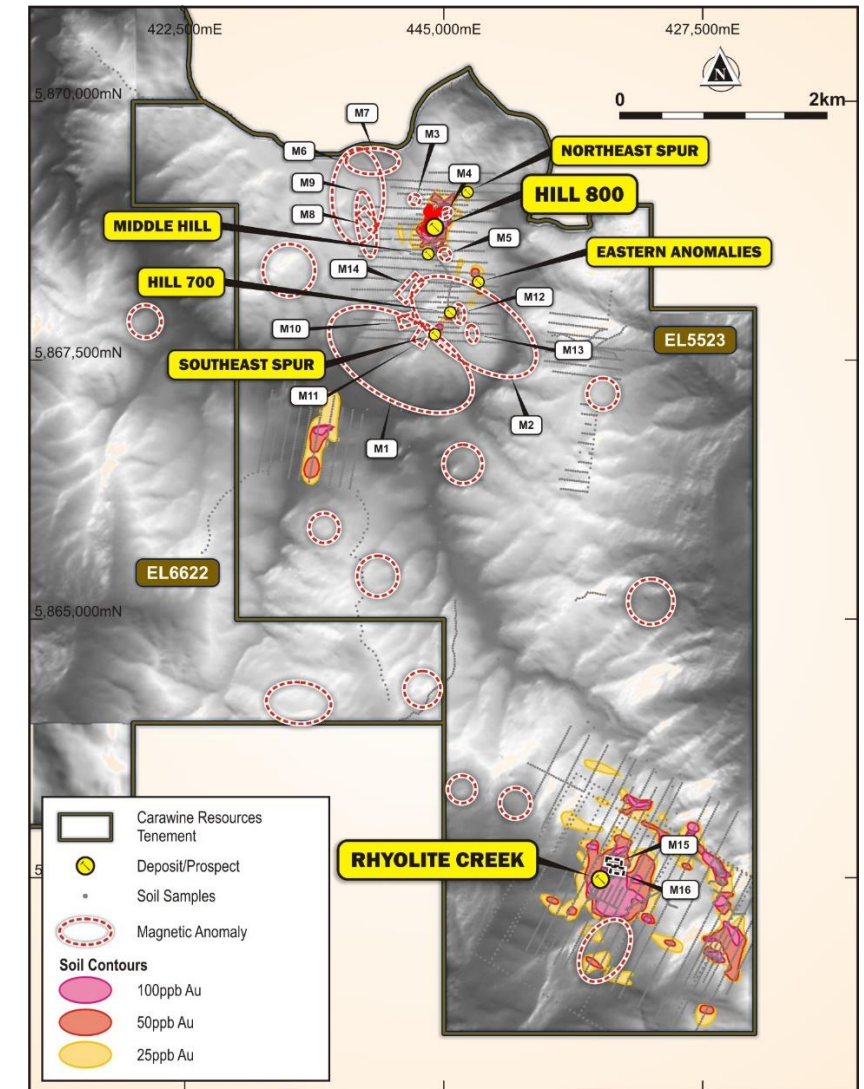 422,500mE
445,000mE
427,500mE
N
5,870,000mN
0
2km
M7
M3
M6
M4
NORTHEAST SPUR
M9
HILL 800
M8
MIDDLE HILL
M5
EASTERN ANOMALIES
M14
HILL 700
M12
M10
EL5523
5,867,500mN
M13
SOUTHEAST SPUR
M11
M2
M1
EL6622
5,865,000mN
M15
RHYOLITE CREEK
M16
5
Carawine Resources
Tenement
Deposit/Prospect
Soil Samples
Magnetic Anomaly
Soil Contours
100ppb Au
50ppb Au
25ppb Au